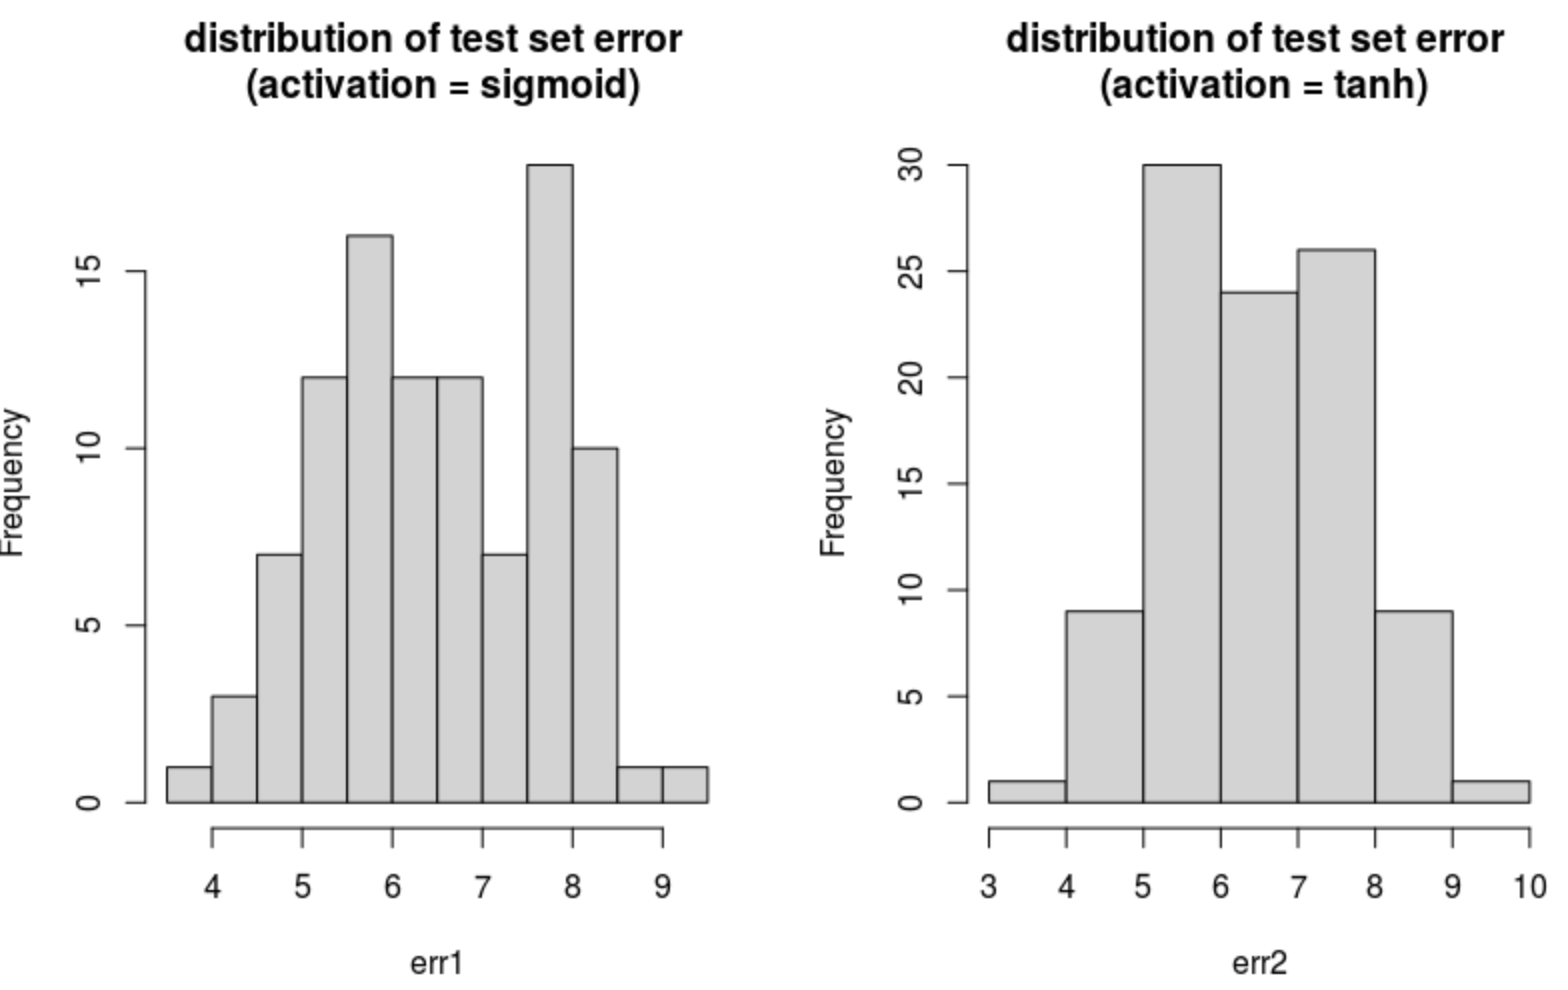 distribution of test set error
(activation = sigmoid)
Frequency
15
10
5
0
4 5 6 7 8 9
err1
distribution of test set error
(activation = tanh)
Frequency
30
25
20
15
10
5
0
3 4 5 6 7 8 9 10
err2